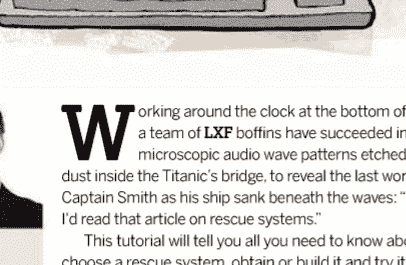 Working around the clock at the bottom of
a team of LXF boffins have succeeded in
microscopic audio wave patterns etched
dust inside the Titanic's bridge, to reveal the last
Captain Smith as his ship sank beneath the waves: "
I'd read that article on rescue systems."
This tutorial will tell you all you need to know
choose a rescue system, obtain or build it and try it